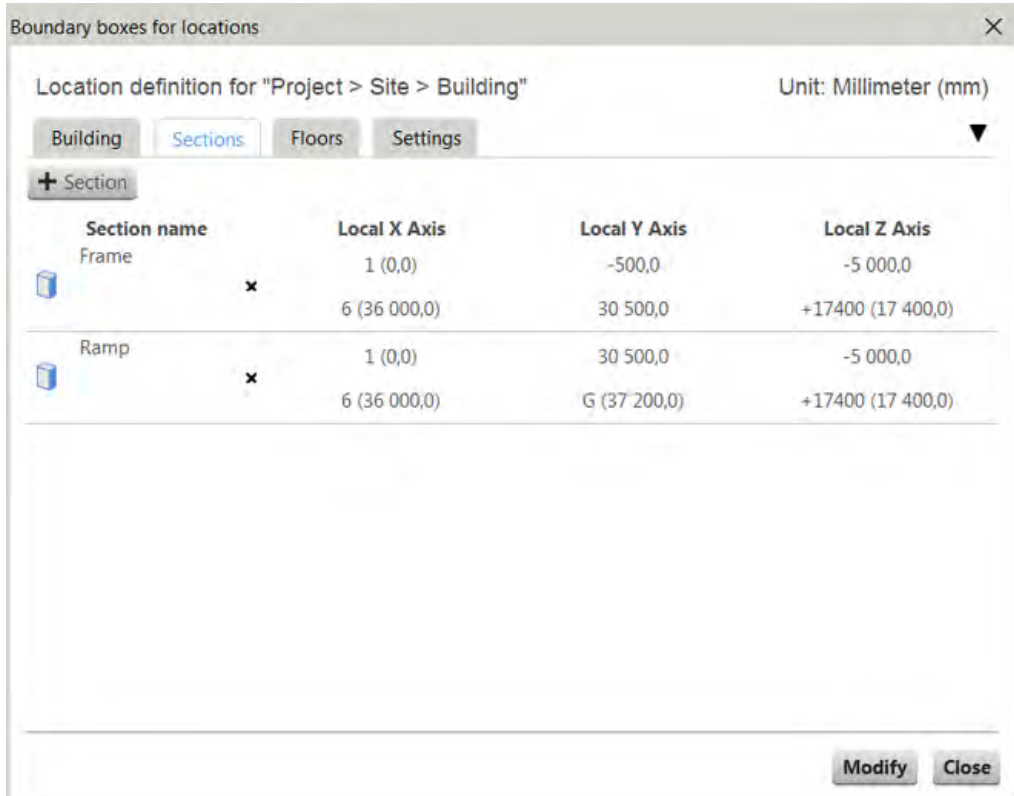 Boundary boxes for locations
Location definition for "Project > Site > Building" Unit: Millimeter (mm)
Building Sections Floors Settings
+ Section
Section name Local X Axis Local Y Axis Local Z Axis
Frame
1 (0,0) -500,0 -5 000,0
6 (36 000,0) 30 500,0 +17400 (17 400,0)
Ramp
1 (0,0) 30 500,0 -5 000,0
6 (36 000,0) G (37 200,0) +17400 (17 400,0)
Modify Close